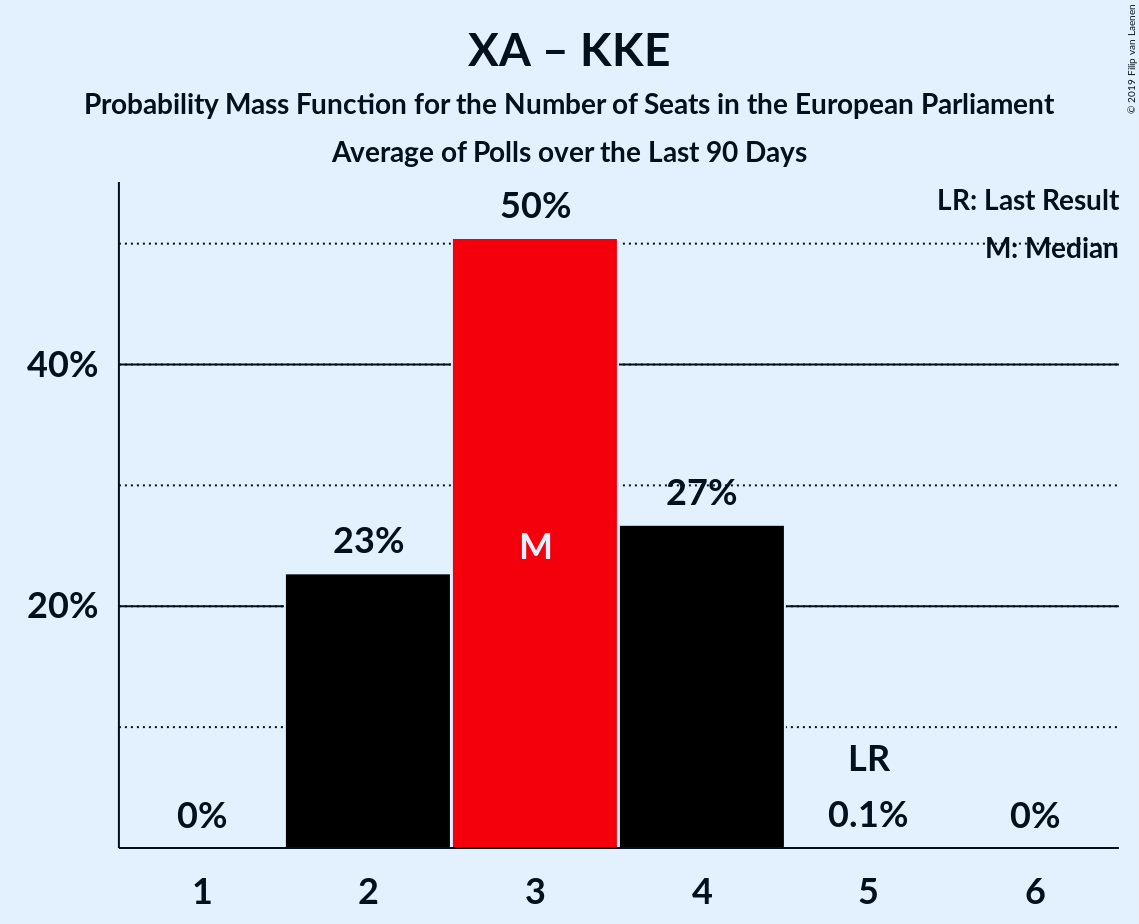 XA – KKE
Probability Mass Function for the Number of Seats in the European Parliament
Average of Polls over the Last 90 Days
© 2019 Filip van Laenen
LR: Last Result
M: Median
50%
40%
27%
23%
M
20%
LR
0%
0.1%
0%
1 2 3 4 5 6